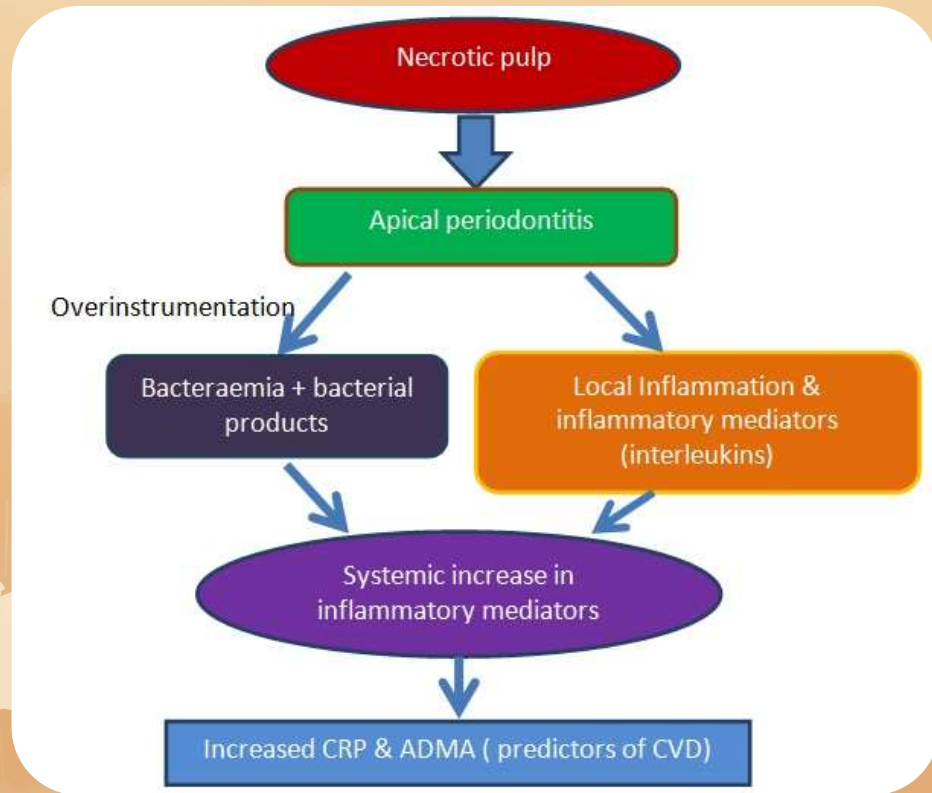 Necrotic pulp
Apical periodontitis
Overinstrumentation
Bacteraemia + bacterial
products
Local Inflammation &
inflammatory mediators
(interleukins)
Systemic increase in
inflammatory mediators
Increased CRP & ADMA ( predictors of CVD)